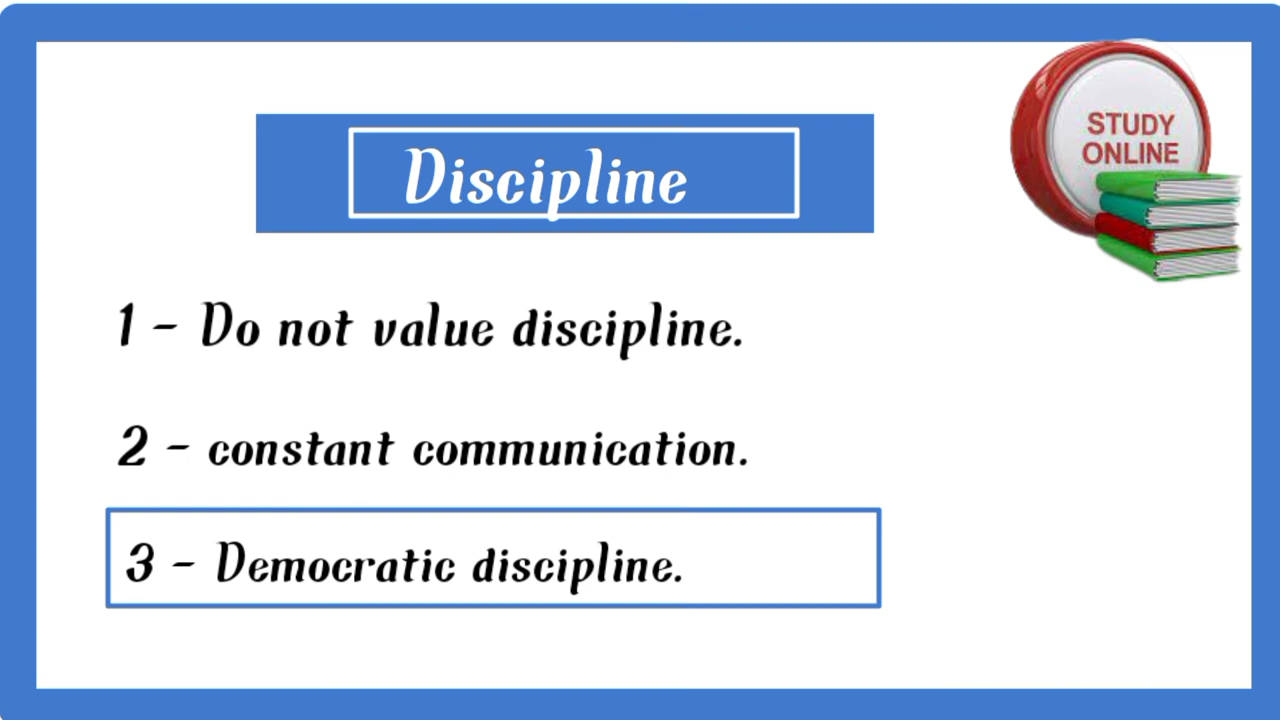 STUDY
ONLINE
Discipline
1 - Do not value discipline.
2 - constant communication.
3 - Democratic discipline.